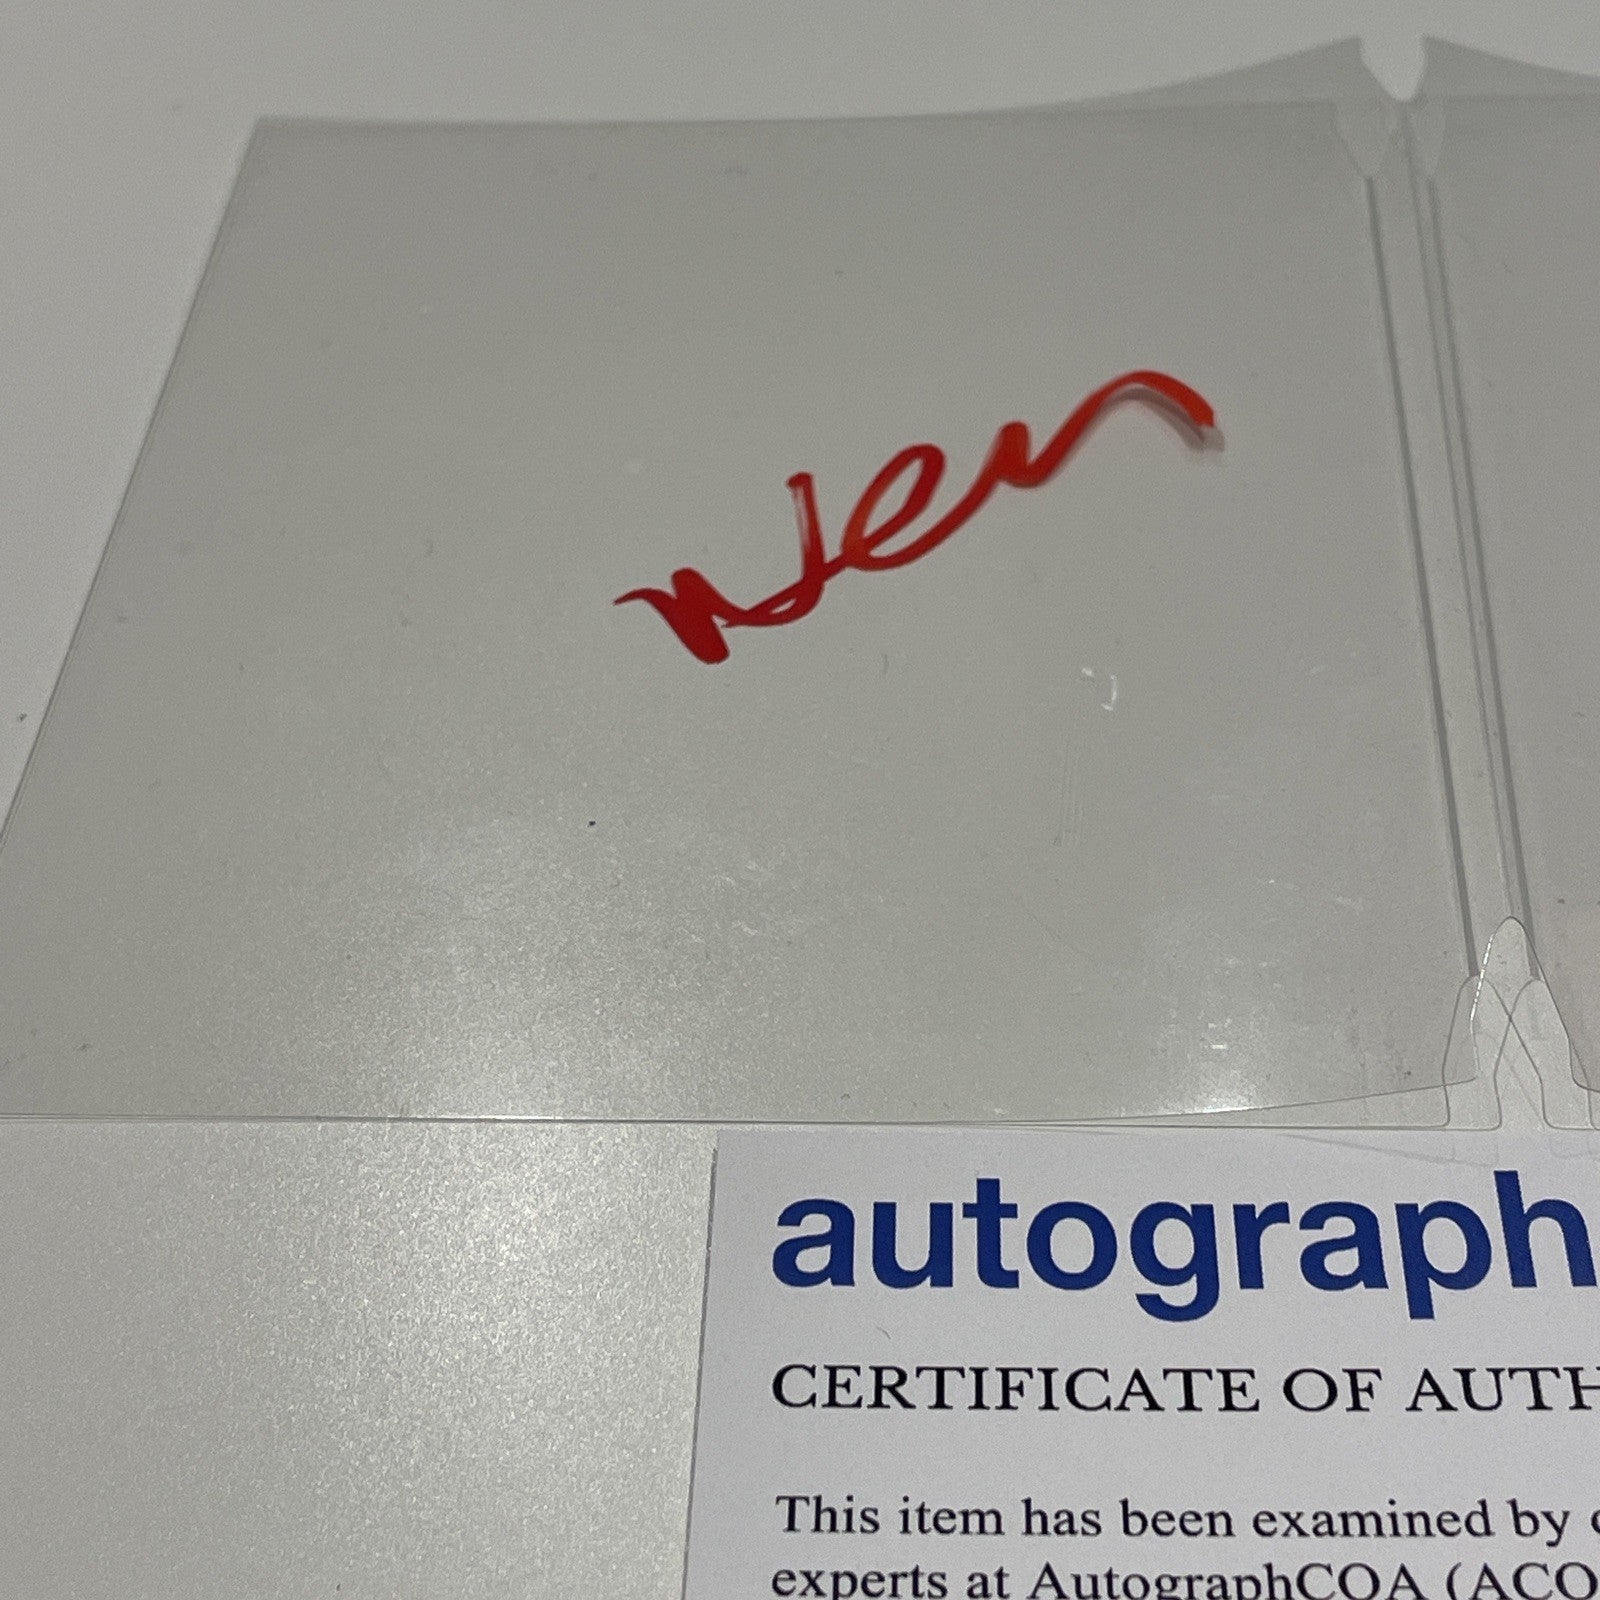 autograph
CERTIFICATE OF AUTH
This item has been examined by
experts at AutographCOA (ACO